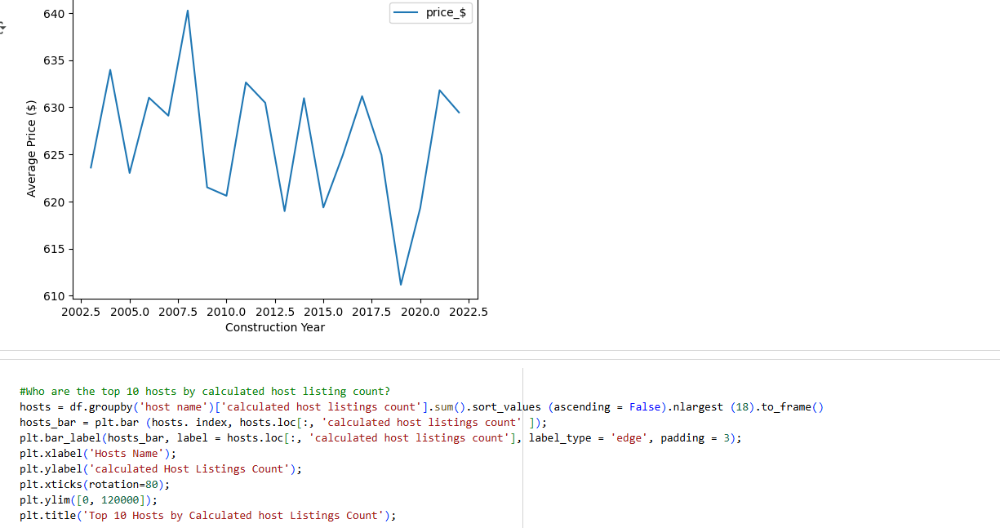 640
price_$
635
630
625
620
615
610
Average Price ($)
2002.5 2005.0 2007.5 2010.0 2012.5 2015.0 2017.5 2020.0 2022.5
Construction Year
#Who are the top 10 hosts by calculated host listing count?
hosts = df.groupby('host name')['calculated host listings count'].sum().sort_values (ascending = False).nlargest (18).to_frame()
hosts_bar = plt.bar (hosts. index, hosts.loc[:, 'calculated host listings count' ]);
plt.bar_label(hosts_bar, label = hosts.loc[:, 'calculated host listings count'], label_type = 'edge', padding = 3);
plt.xlabel('Hosts Name');
plt.ylabel('calculated Host Listings Count');
plt.xticks(rotation=80);
plt.ylim([0, 120000]);
plt.title('Top 10 Hosts by Calculated host Listings Count');